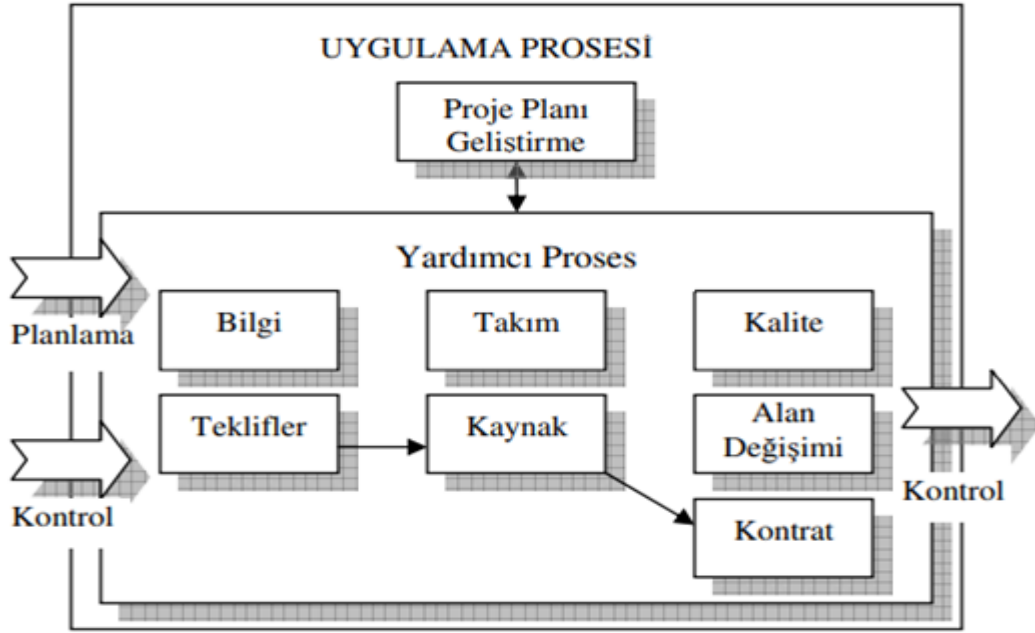 UYGULAMA PROSESİ
Proje Planı
Gelistirme
Yardımcı Proses
Planlama
Bilgi
Takım
Kalite
Kontrol
Teklifler
Kaynak
Alan
Değişimi
Kontrol
Kontrat